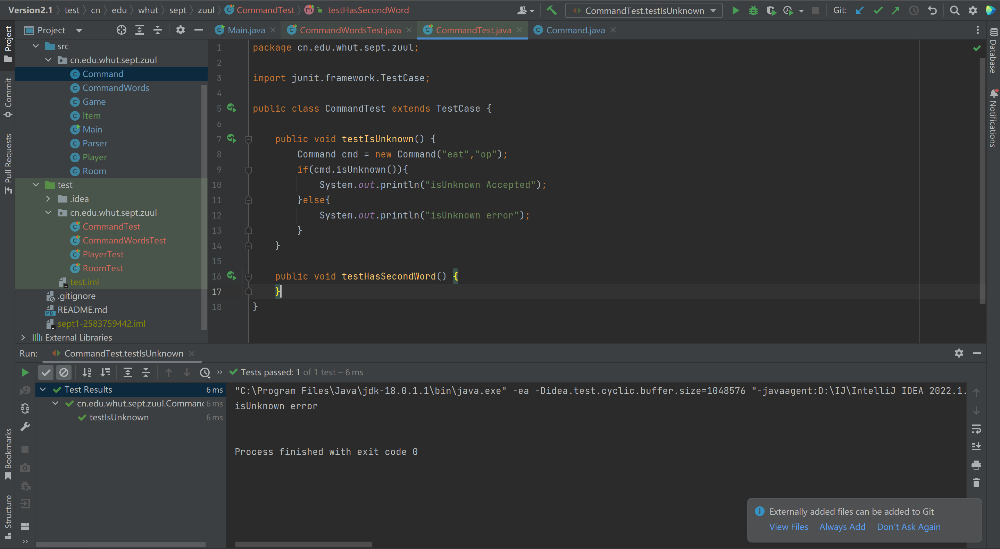 Version2.1 test cn edu whut sept zuul CommandTest testHasSecondWord
CommandTest.testIsUnknown
Git:
Project
Main.java
CommandWordsTest.java
CommandTest.java
Command.java
Project
Commit
Pull Requests
Bookmarks
Structure
Database
Notifications
src
cn.edu.whut.sept.zuul
Command
CommandWords
Game
Item
Main
Parser
Player
Room
test
.idea
cn.edu.whut.sept.zuul
CommandTest
CommandWordsTest
PlayerTest
RoomTest
test.iml
.gitignore
README.md
sept1-2583759442.iml
External Libraries
1 package cn.edu.whut.sept.zuul;
2
3 import junit.framework.TestCase;
4
5 public class CommandTest extends TestCase {
6
7 public void testIsUnknown() {
8 Command cmd = new Command("eat","op");
9 if(cmd.isUnknown()){
10 System.out.println("isUnknown Accepted");
11 }else{
12 System.out.println("isUnknown error");
13 }
14 }
15
16 public void testHasSecondWord() {
17 }
18 }
Run: CommandTest.testIsUnknown
Tests passed: 1 of 1 test – 6 ms
Test Results 6 ms
cn.edu.whut.sept.zuul.Command 6 ms
testIsUnknown 6 ms
"C:\Program Files\Java\jdk-18.0.1.1\bin\java.exe" -ea -Didea.test.cyclic.buffer.size=1048576 "-javaagent:D:\IJ\IntelliJ IDEA 2022.1.
isUnknown error
Process finished with exit code 0
Externally added files can be added to Git
View Files Always Add Don't Ask Again